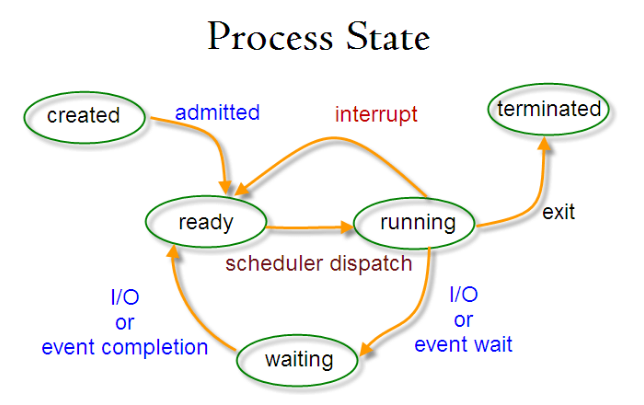 Process State
created
admitted
interrupt
terminated
ready
running
exit
scheduler dispatch
I/O
or
event completion
I/O
or
event wait
waiting